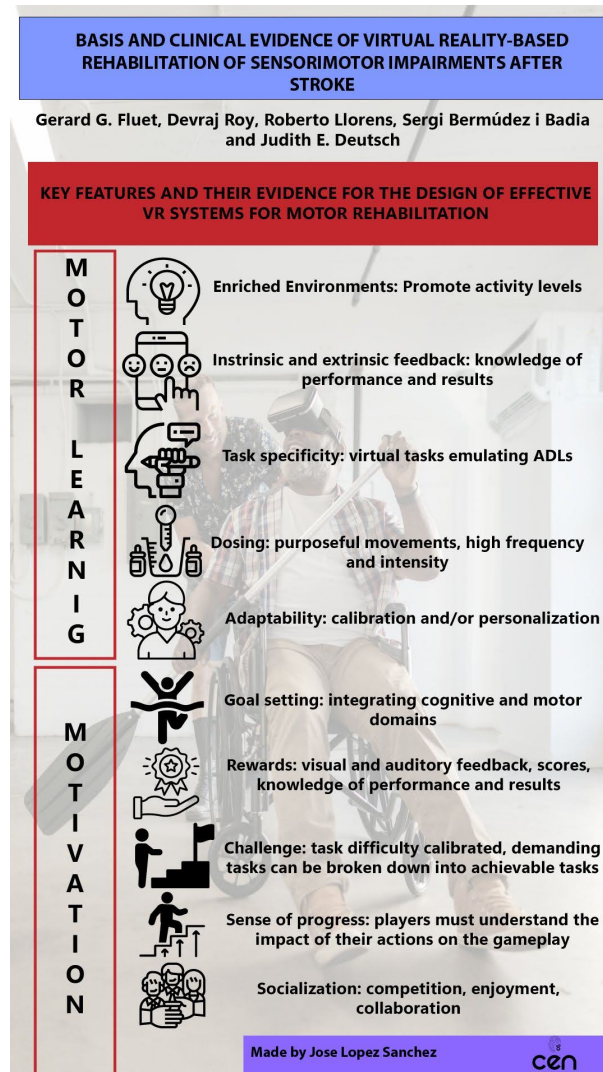 BASIS AND CLINICAL EVIDENCE OF VIRTUAL REALITY-BASED
REHABILITATION OF SENSORIMOTOR IMPAIRMENTS AFTER
STROKE
Gerard G. Fluet, Devraj Roy, Roberto Llorens, Sergi Bermúdez i Badia
and Judith E. Deutsch
KEY FEATURES AND THEIR EVIDENCE FOR THE DESIGN OF EFFECTIVE
VR SYSTEMS FOR MOTOR REHABILITATION
MOTOR LEARNIG
Enriched Environments: Promote activity levels
Instrinsic and extrinsic feedback: knowledge of
performance and results
Task specificity: virtual tasks emulating ADLs
Dosing: purposeful movements, high frequency
and intensity
Adaptability: calibration and/or personalization
MOTIVATION
Goal setting: integrating cognitive and motor
domains
Rewards: visual and auditory feedback, scores,
knowledge of performance and results
Challenge: task difficulty calibrated, demanding
tasks can be broken down into achievable tasks
Sense of progress: players must understand the
impact of their actions on the gameplay
Socialization: competition, enjoyment,
collaboration
Made by Jose Lopez Sanchez
cen